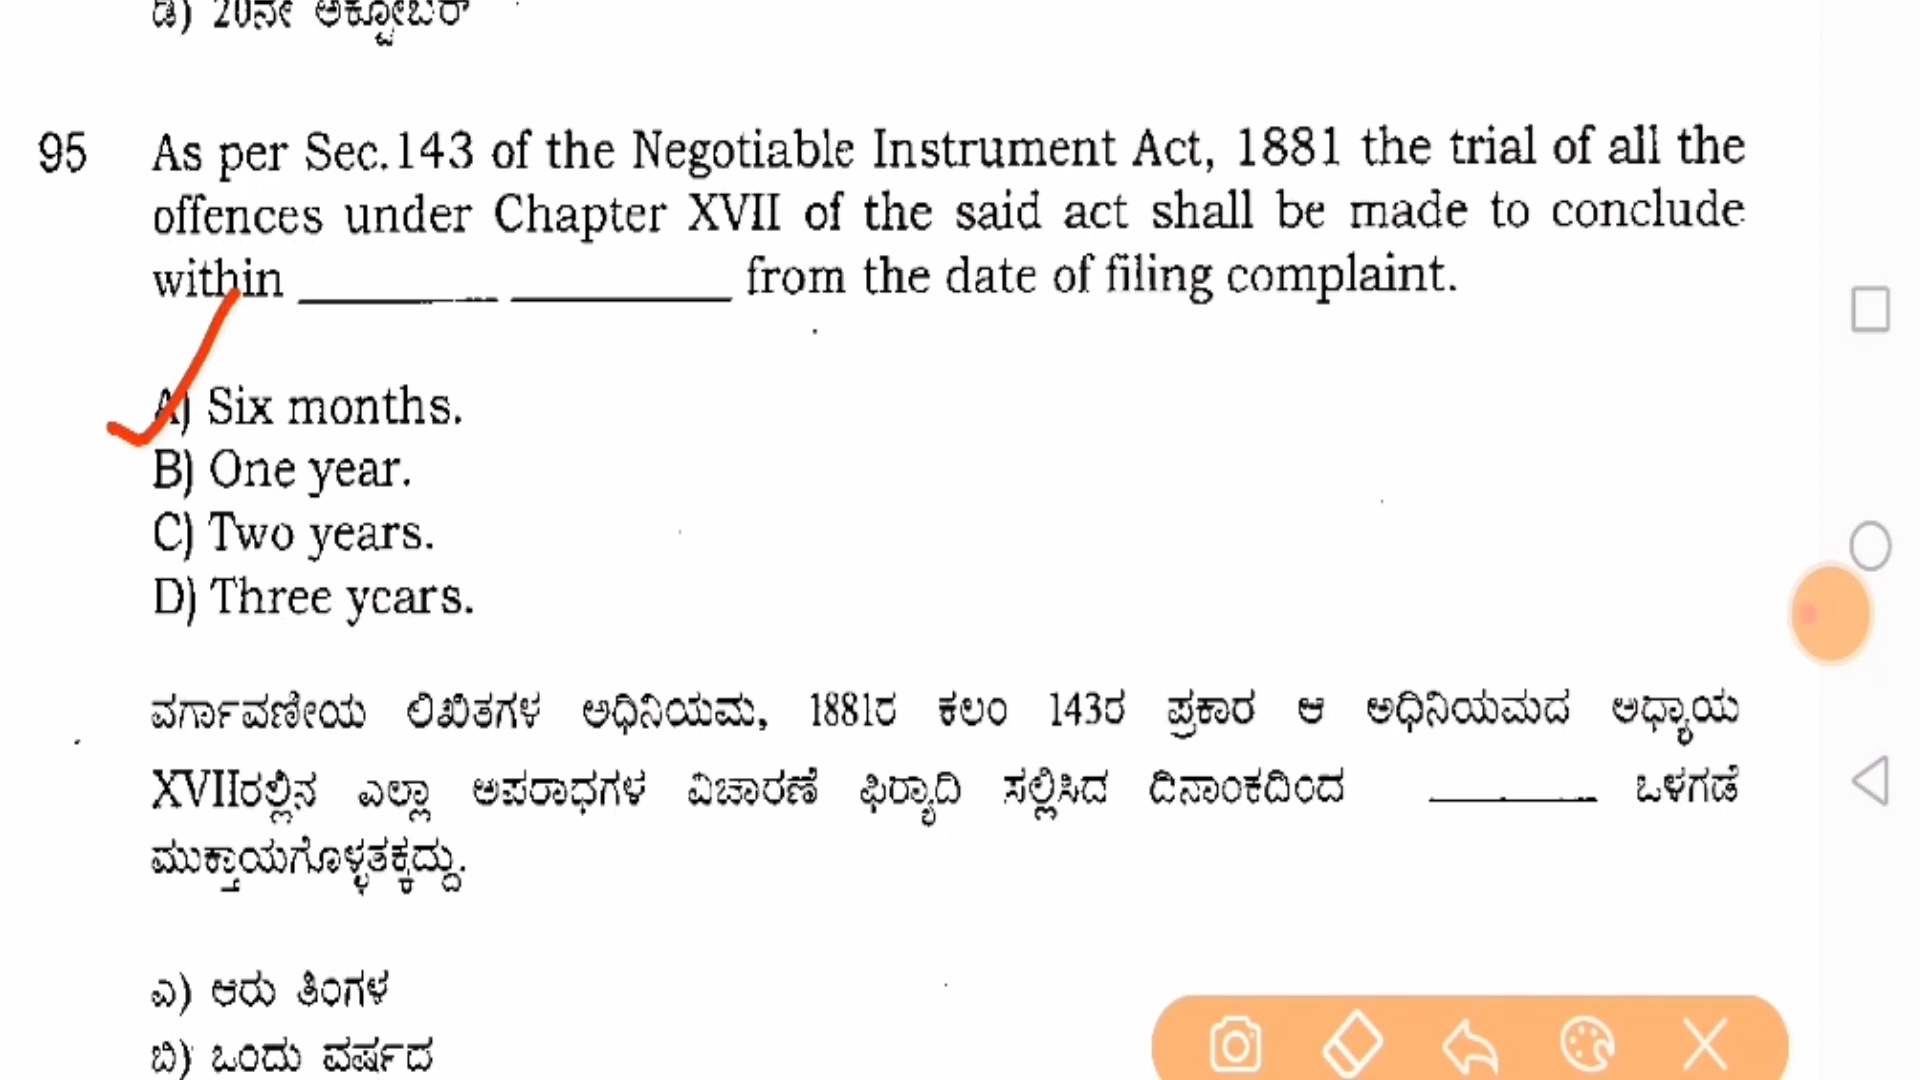 ಡಿ) 20ನೇ ಅಕ್ಟೋಬರ್
95 As per Sec.143 of the Negotiable Instrument Act, 1881 the trial of all the
offences under Chapter XVII of the said act shall be made to conclude
within ________ ________ from the date of filing complaint.
A) Six months.
B) One year.
C) Two years.
D) Three years.
ವರ್ಗಾವಣೀಯ ಲಿಖಿತಗಳ ಅಧಿನಿಯಮ, 1881ರ ಕಲಂ 143ರ ಪ್ರಕಾರ ಆ ಅಧಿನಿಯಮದ ಅಧ್ಯಾಯ
XVIIರಲ್ಲಿನ ಎಲ್ಲಾ ಅಪರಾಧಗಳ ವಿಚಾರಣೆ ಫಿರ್‍ಯಾದಿ ಸಲ್ಲಿಸಿದ ದಿನಾಂಕದಿಂದ ________ ಒಳಗಡೆ
ಮುಕ್ತಾಯಗೊಳ್ಳತಕ್ಕದ್ದು.
ಎ) ಆರು ತಿಂಗಳ
ಬಿ) ಒಂದು ವರ್ಷದ